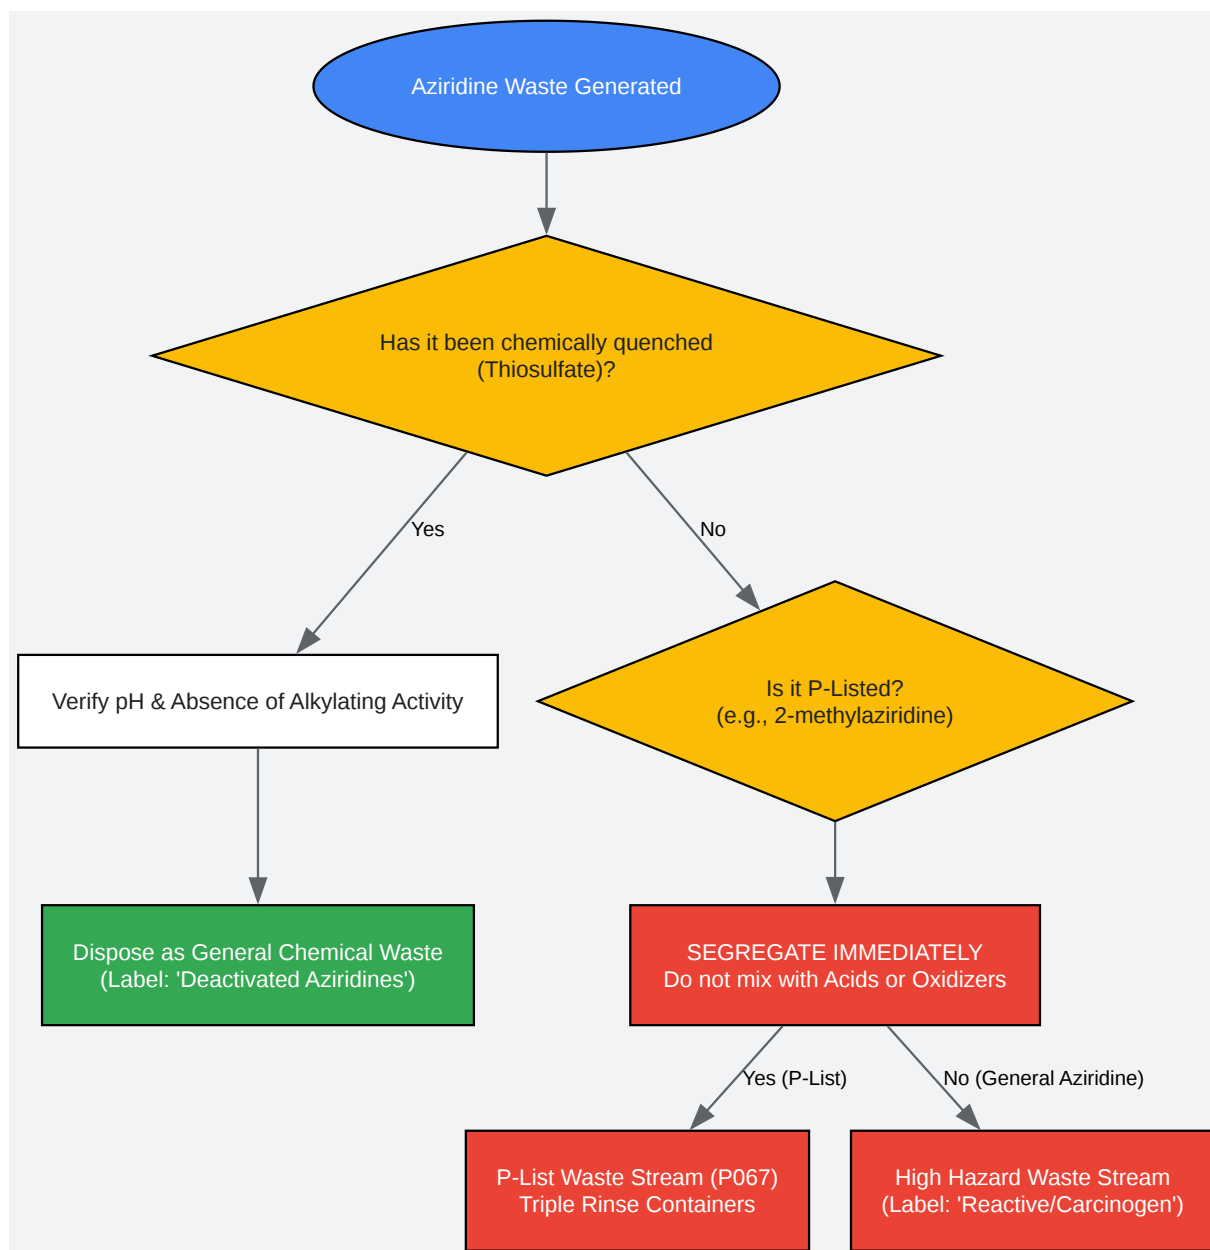 Aziridine Waste Generated
Has it been chemically quenched
(Thiosulfate)?
Yes
No
Verify pH & Absence of Alkylating Activity
Is it P-Listed?
(e.g., 2-methylaziridine)
Dispose as General Chemical Waste
(Label: 'Deactivated Aziridines')
SEGREGATE IMMEDIATELY
Do not mix with Acids or Oxidizers
Yes (P-List)
No (General Aziridine)
P-List Waste Stream (P067)
Triple Rinse Containers
High Hazard Waste Stream
(Label: 'Reactive/Carcinogen')